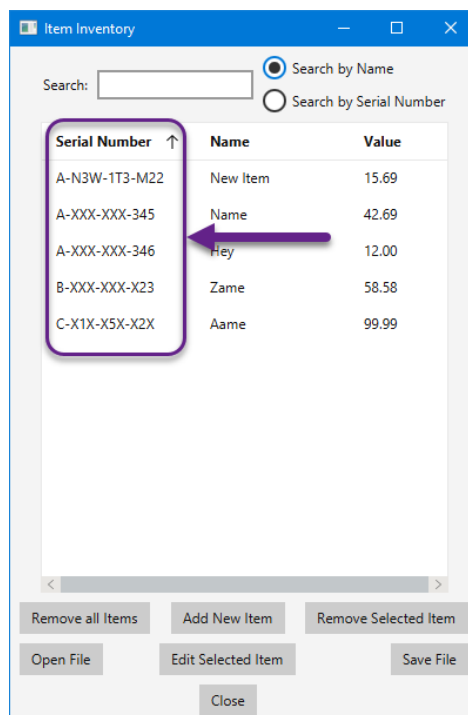 Item Inventory
Search by Name
Search:
Search by Serial Number
Serial Number Name Value
A-N3W-1T3-M22 New Item 15.69
A-XXX-XXX-345 Name 42.69
A-XXX-XXX-346 Hey 12.00
B-XXX-XXX-X23 Zame 58.58
C-X1X-X5X-X2X Aame 99.99
Remove all Items Add New Item Remove Selected Item
Open File Edit Selected Item Save File
Close